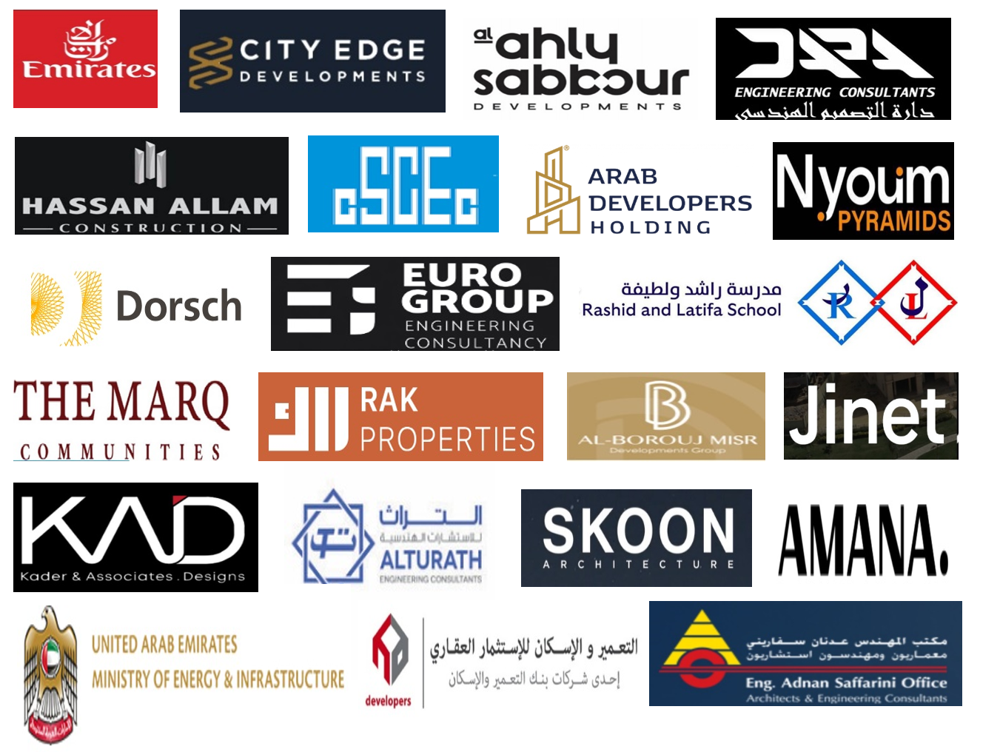 Emirates
CITY EDGE
DEVELOPMENTS
al ahly
sabbour
DEVELOPMENTS
ENGINEERING CONSULTANTS
دارة التصميم الهندسي
HASSAN ALLAM
CONSTRUCTION
CSCEC
ARAB
DEVELOPERS
HOLDING
Nyoum
PYRAMIDS
Dorsch
EURO
GROUP
ENGINEERING
CONSULTANCY
مدرسة راشد ولطيفة
Rashid and Latifa School
R L
THE MARQ
COMMUNITIES
RAK
PROPERTIES
B
AL-BOROUJ MISR
Developments Group
Jinet
KAD
Kader & Associates . Designs
التراث
للاستشارات الهندسية
ALTURATH
ENGINEERING CONSULTANTS
SKOON
ARCHITECTURE
AMANA.
UNITED ARAB EMIRATES
MINISTRY OF ENERGY & INFRASTRUCTURE
developers
التعمير و الإسكان للإستثمار العقاري
إحدى شركات بنك التعمير والإسكان
مكتب المهندس عدنان سفاريني
معماريون ومهندسون استشاريون
Eng. Adnan Saffarini Office
Architects & Engineering Consultants